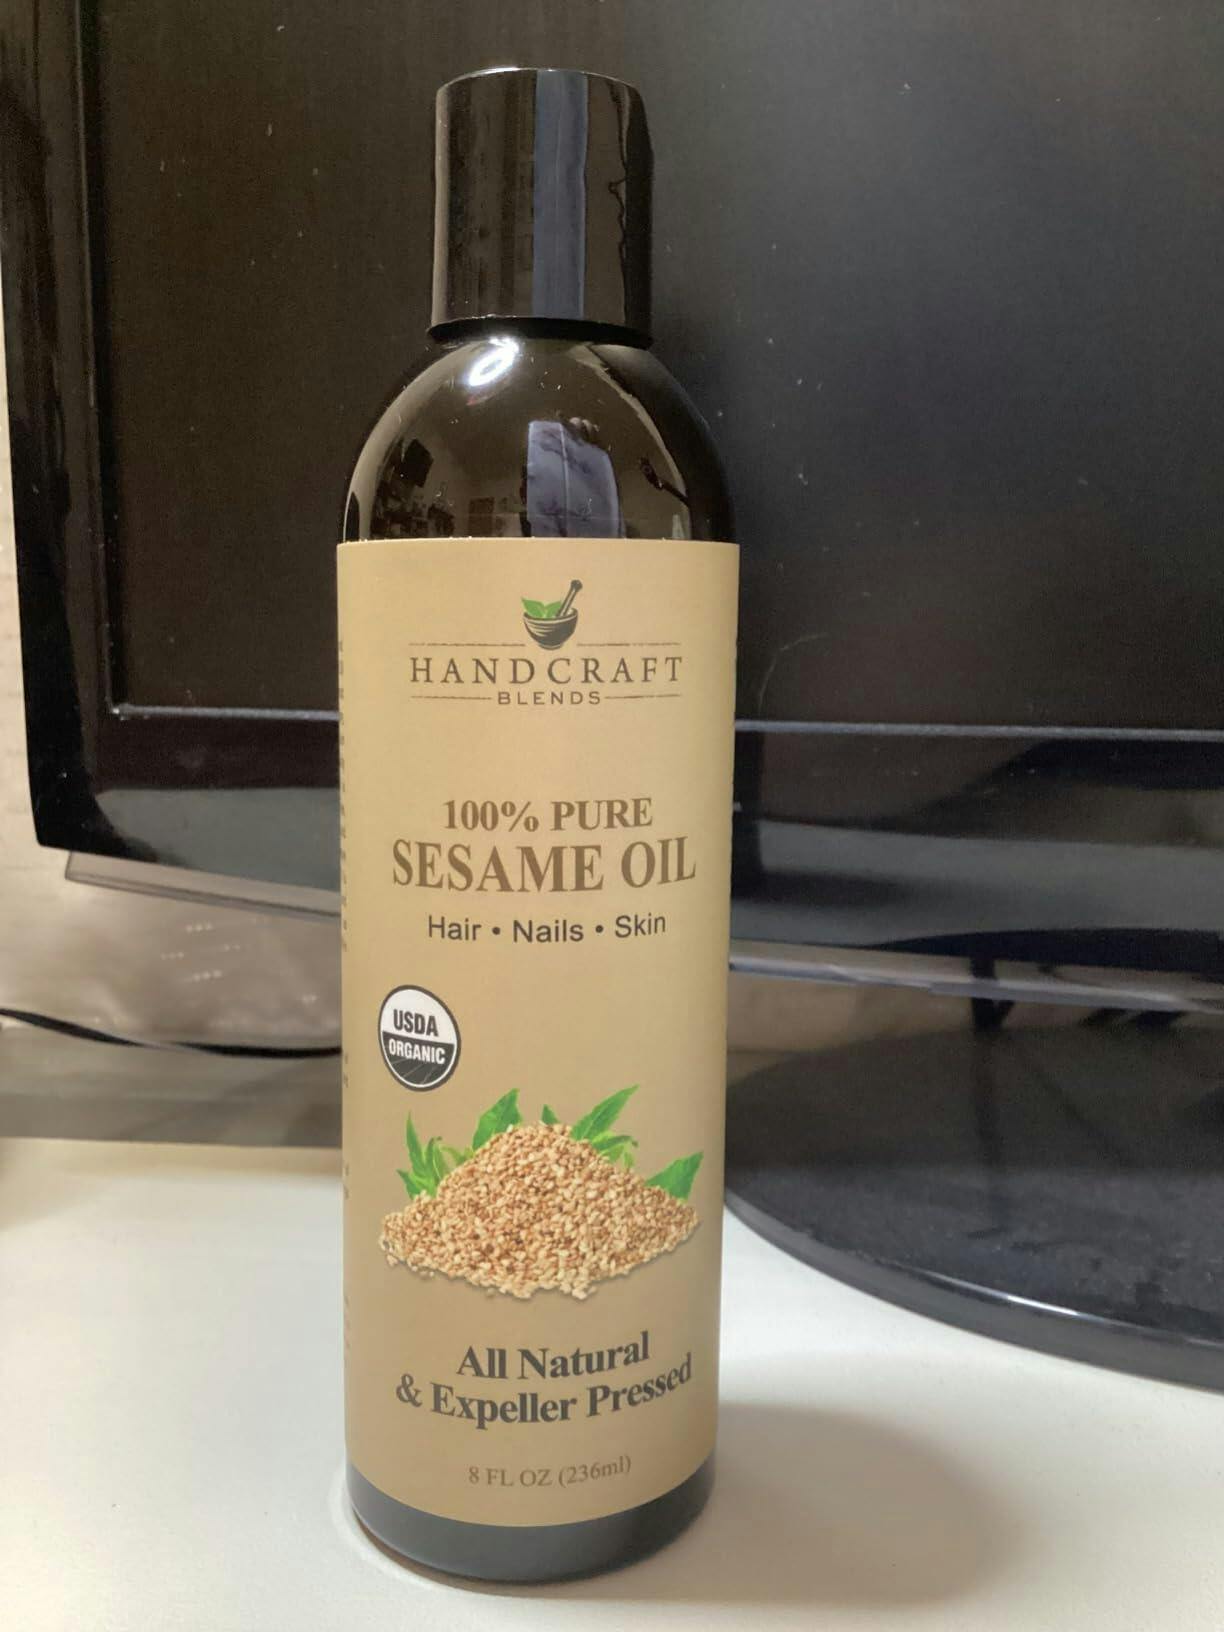 HANDCRAFT
BLENDS
100% PURE
SESAME OIL
Hair • Nails • Skin
USDA
ORGANIC
All Natural
& Expeller Pressed
8 FL OZ (236ml)